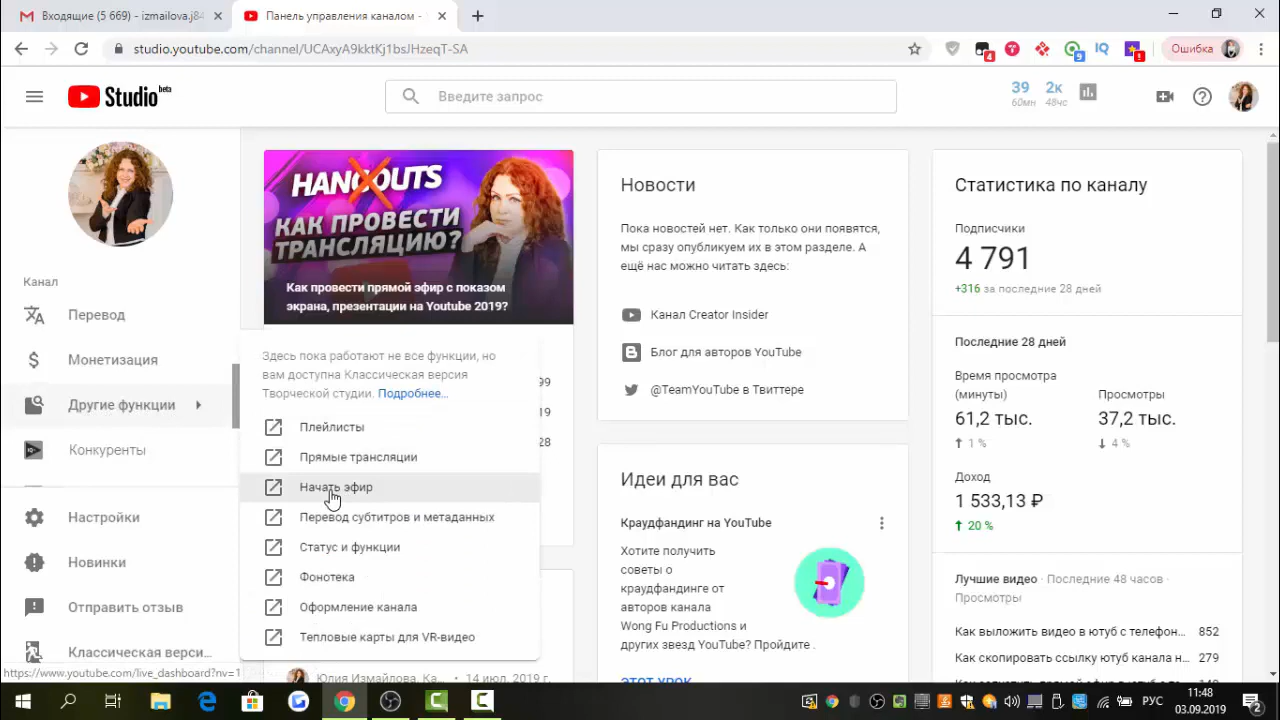 Входящие (5 669) - izmailova.j84
Панель управления каналом -
studio.youtube.com/channel/UCAxyA9kktKj1bsJHzeqT-SA
4
9
IQ
Ошибка
Studio beta
Введите запрос
39
60мн
2к
48чс
Канал
Перевод
Монетизация
Другие функции
Конкуренты
Настройки
Новинки
Отправить отзыв
Классическая верси...
HANGOUTS
КАК ПРОВЕСТИ
ТРАНСЛЯЦИЮ?
Как провести прямой эфир с показом
экрана, презентации на Youtube 2019?
Здесь пока работают не все функции, но
вам доступна Классическая версия
Творческой студии. Подробнее...
Плейлисты
Прямые трансляции
Начать эфир
Перевод субтитров и метаданных
Статус и функции
Фонотека
Оформление канала
Тепловые карты для VR-видео
99
19
28
Юлия Измайлова. Ка... 14 июл. 2019 г.
Новости
Пока новостей нет. Как только они появятся,
мы сразу опубликуем их в этом разделе. А
ещё нас можно читать здесь:
Канал Creator Insider
Блог для авторов YouTube
@TeamYouTube в Твиттере
Идеи для вас
Краудфандинг на YouTube
Хотите получить
советы о
краудфандинге от
авторов канала
Wong Fu Productions и
других звезд YouTube? Пройдите .
ЭТОТ УРОК
Статистика по каналу
Подписчики
4 791
+316 за последние 28 дней
Последние 28 дней
Время просмотра
(минуты)
61,2 тыс.
1 %
Просмотры
37,2 тыс.
4 %
Доход
1 533,13 ₽
20 %
Лучшие видео · Последние 48 часов ·
Просмотры
Как выложить видео в ютуб с телефон... 852
Как скопировать ссылку ютуб канала н... 279
https://www.youtube.com/live_dashboard?nv=1
РУС
11:48
03.09.2019
2